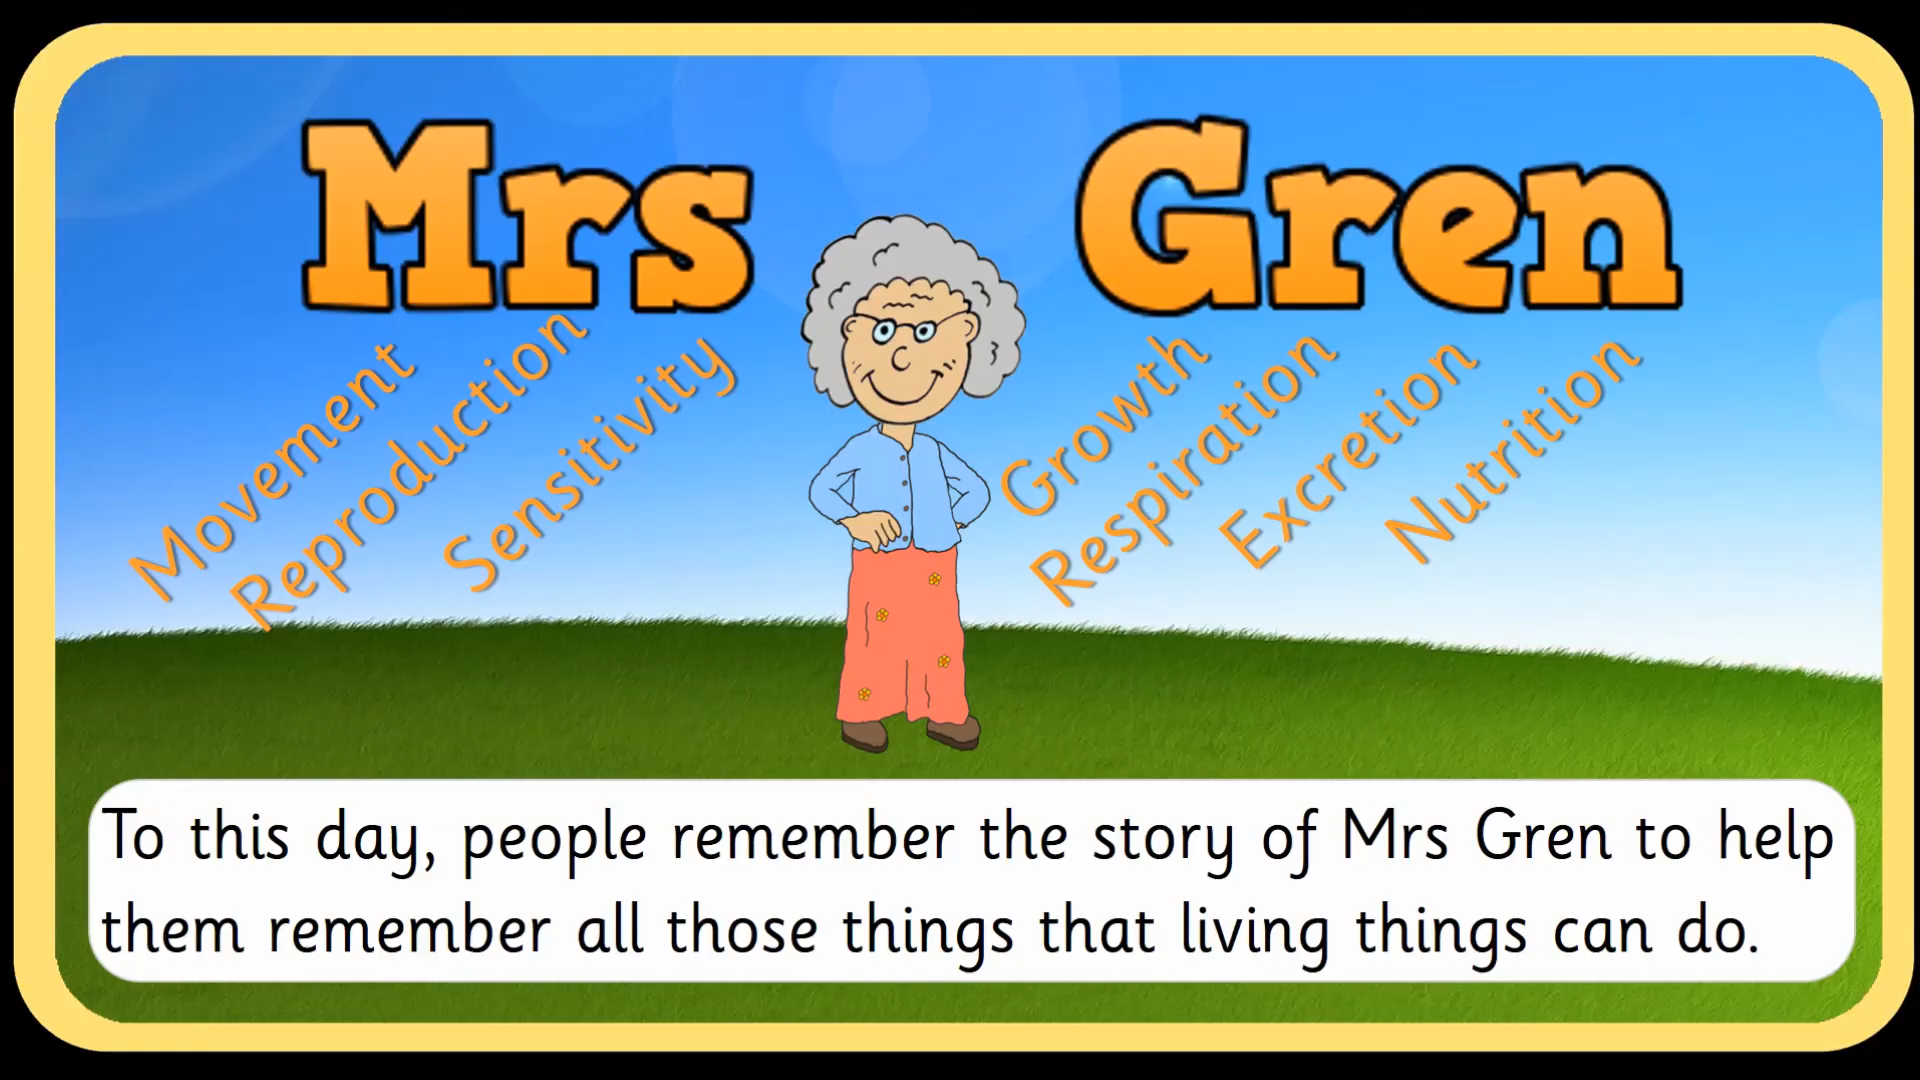 Mrs Gren
Movement
Reproduction
Sensitivity
Growth
Respiration
Excretion
Nutrition
To this day, people remember the story of Mrs Gren to help
them remember all those things that living things can do.